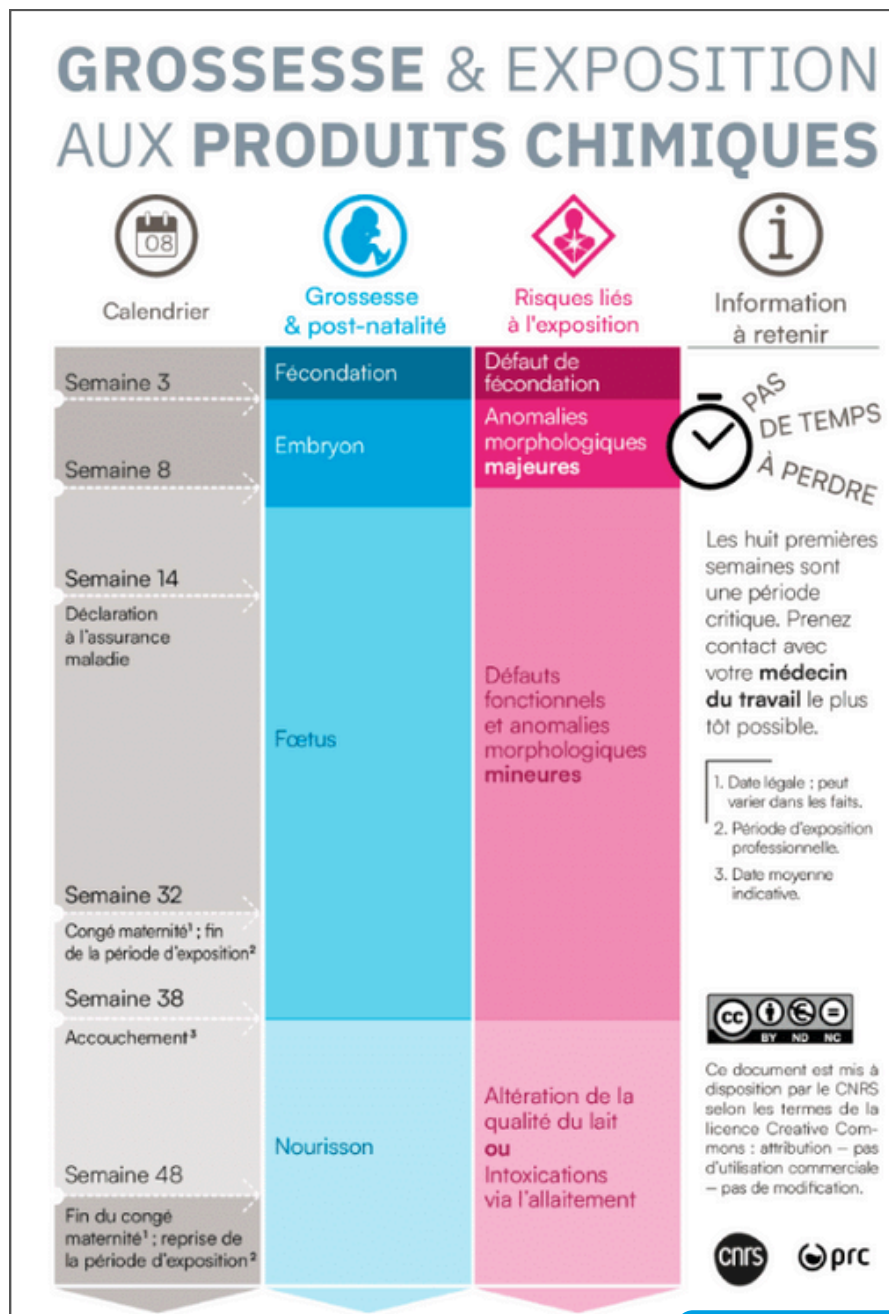 GROSSESSE & EXPOSITION
AUX PRODUITS CHIMIQUES
08
Calendrier
Grossesse
& post-natalité
Risques liés
à l'exposition
i
Information
à retenir
Semaine 3
Fécondation
Défaut de
fécondation
Semaine 8
Embryon
Anomalies
morphologiques
majeures
PAS
DE TEMPS
À PERDRE
Les huit premières
semaines sont
une période
critique. Prenez
contact avec
votre médecin
du travail le plus
tôt possible.
Semaine 14
Déclaration
à l'assurance
maladie
Fœtus
Défauts
fonctionnels
et anomalies
morphologiques
mineures
1. Date légale ; peut
varier dans les faits.
2. Période d'exposition
professionnelle.
3. Date moyenne
indicative.
Semaine 32
Congé maternité¹ ; fin
de la période d'exposition²
Semaine 38
Accouchement³
Nourisson
Altération de la
qualité du lait
ou
Intoxications
via l'allaitement
Semaine 48
Fin du congé
maternité¹ ; reprise de
la période d'exposition²
cc
BY ND NC
Ce document est mis à
disposition par le CNRS
selon les termes de la
licence Creative Com-
mons : attribution – pas
d'utilisation commerciale
– pas de modification.
cnrs
prc